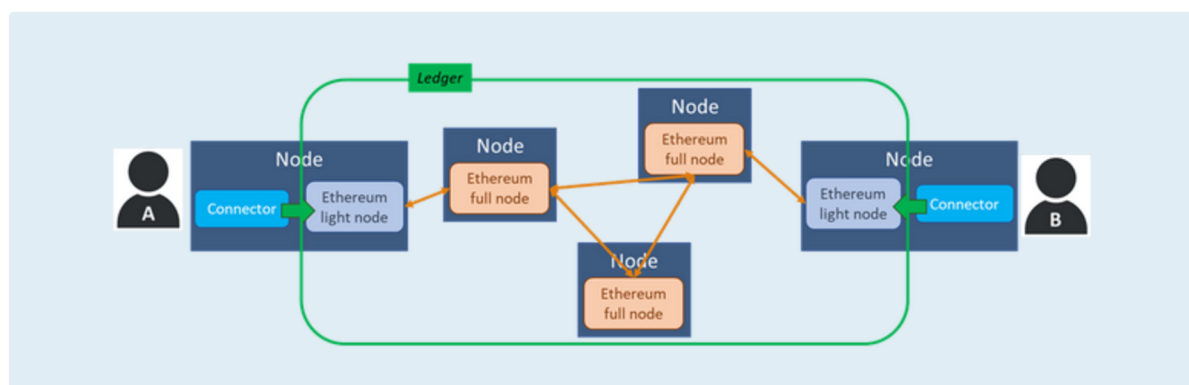 Ledger
Node
Ethereum
full node
Node
Ethereum
full node
Node
Connector
Ethereum
light node
A
Node
Ethereum
light node
Connector
B
Node
Ethereum
full node